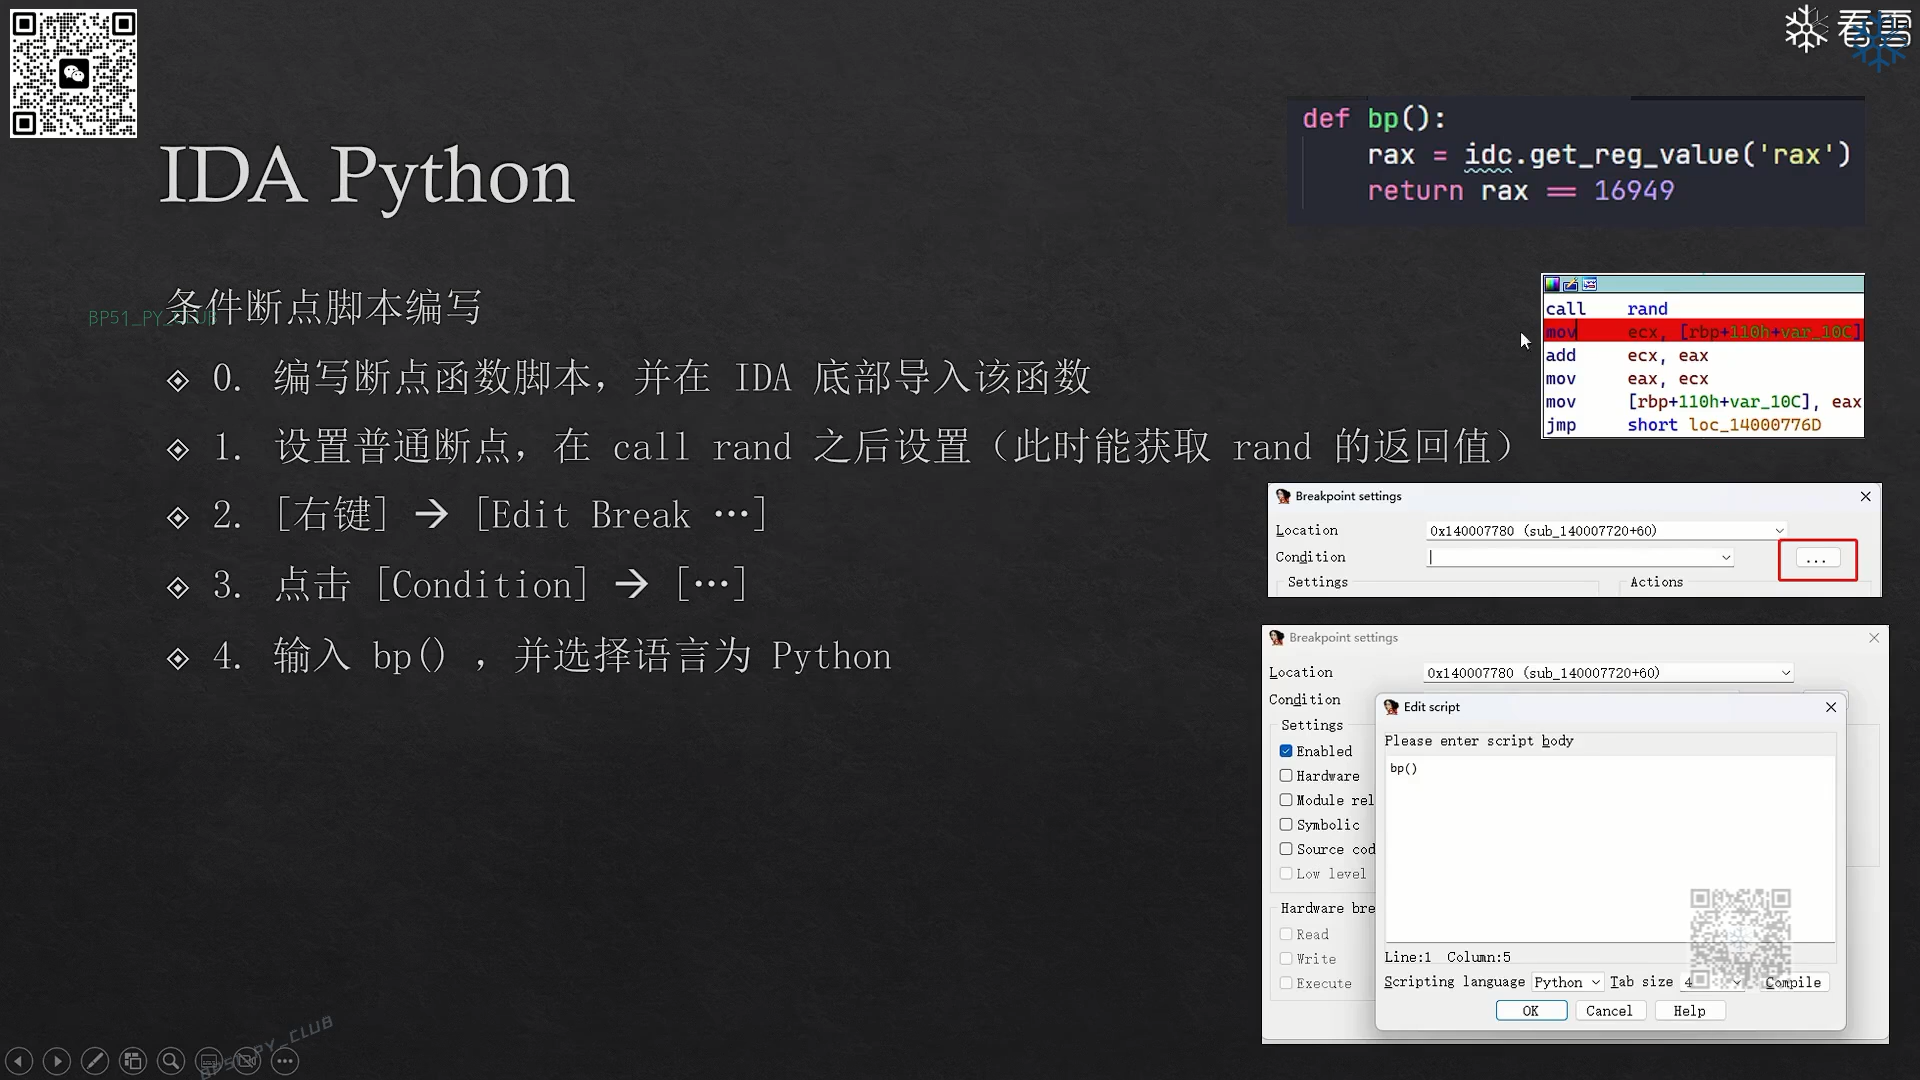 看雪
IDA Python
def bp():
rax = idc.get_reg_value('rax')
return rax == 16949
条件断点脚本编写
BP51_PY_CLUB
0. 编写断点函数脚本，并在 IDA 底部导入该函数
1. 设置普通断点，在 call rand 之后设置（此时能获取 rand 的返回值）
2. [右键] → [Edit Break …]
3. 点击 [Condition] → […]
4. 输入 bp() ，并选择语言为 Python
call rand
mov ecx, [rbp+110h+var_10C]
add ecx, eax
mov eax, ecx
mov [rbp+110h+var_10C], eax
jmp short loc_14000776D
Breakpoint settings
Location 0x140007780 (sub_140007720+60)
Condition ...
Settings Actions
Breakpoint settings
Location 0x140007780 (sub_140007720+60)
Condition
Settings
Enabled
Hardware
Module rel
Symbolic
Source cod
Low level
Hardware bre
Read
Write
Execute
Edit script
Please enter script body
bp()
Line:1 Column:5
Scripting language Python Tab size 4 Compile
OK Cancel Help
BP51_PY_CLUB